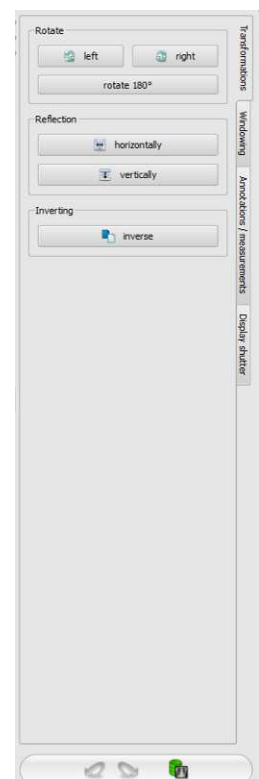 Rotate
left
right
rotate 180°
Reflection
horizontally
vertically
Inverting
inverse
Transformations
Windowing
Annotations / measurements
Display shutter